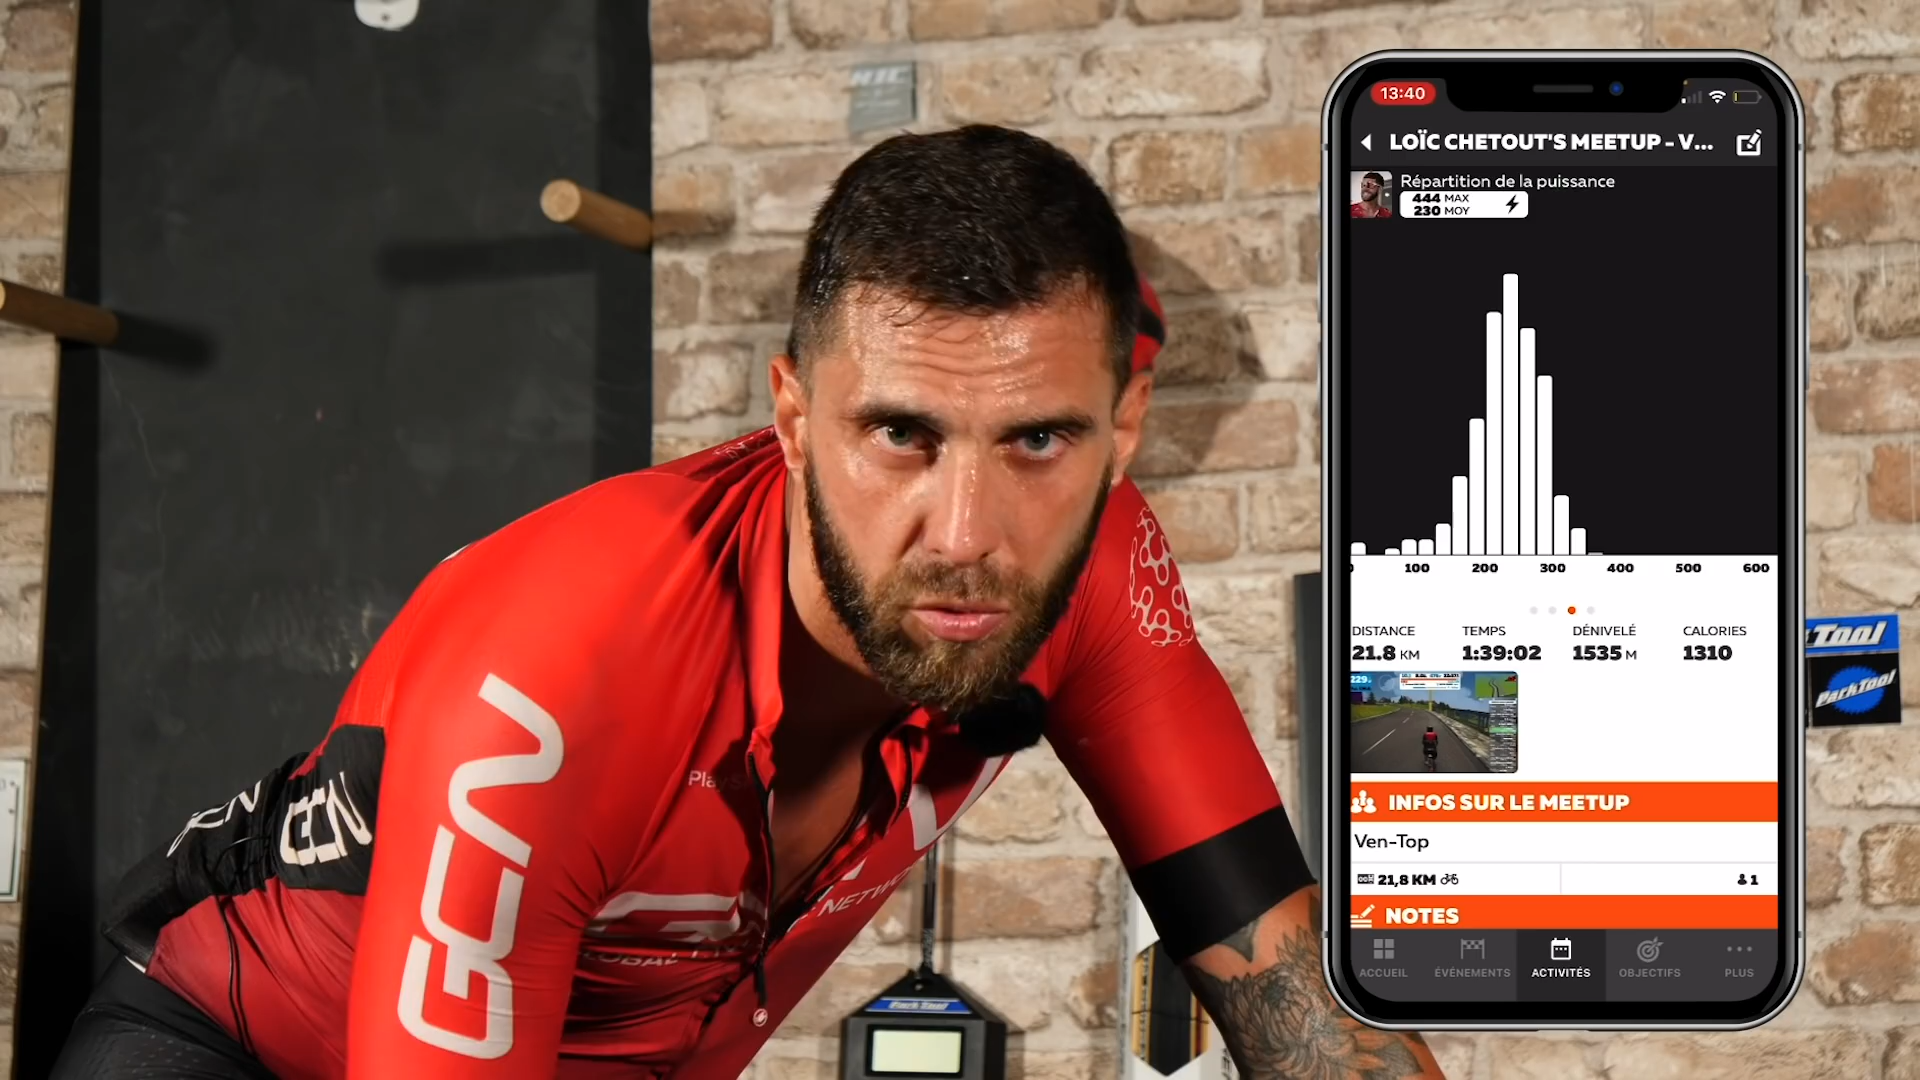 13:40
LOÏC CHETOUT'S MEETUP - V...
Répartition de la puissance
444 MAX
230 MOY
100 200 300 400 500 600
DISTANCE TEMPS DÉNIVELÉ CALORIES
21.8 KM 1:39:02 1535 M 1310
229
INFOS SUR LE MEETUP
Ven-Top
21,8 KM 1
NOTES
ACCUEIL ÉVÉNEMENTS ACTIVITÉS OBJECTIFS PLUS
GCN
GCN
Tool
ParkTool
ParkTool